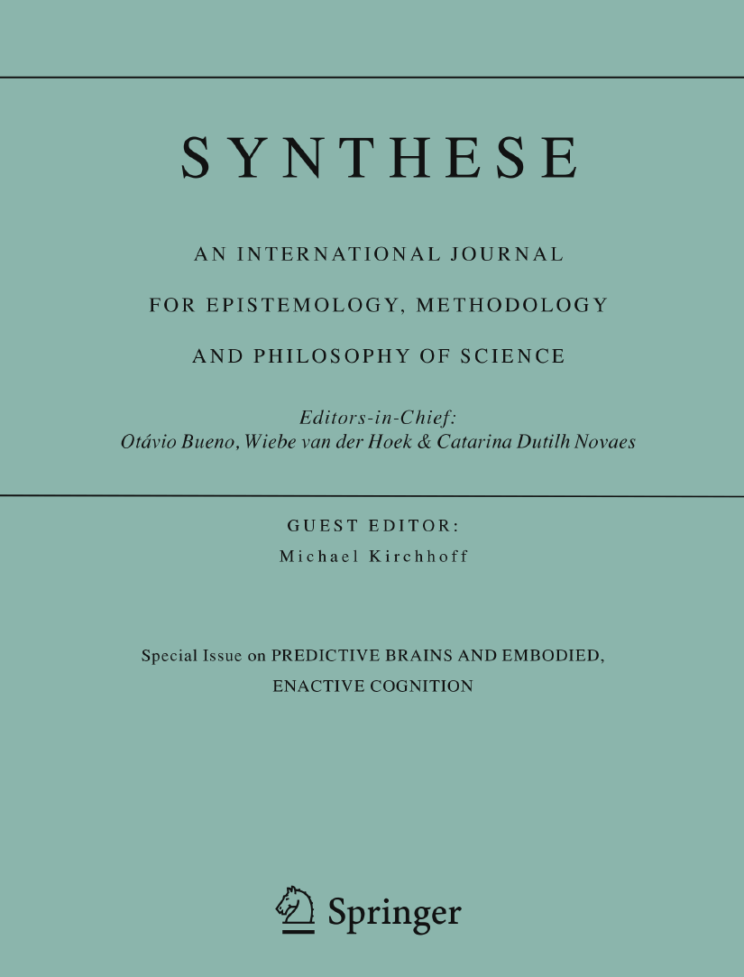 SYNTHESE
AN INTERNATIONAL JOURNAL
FOR EPISTEMOLOGY, METHODOLOGY
AND PHILOSOPHY OF SCIENCE
Editors-in-Chief:
Otávio Bueno, Wiebe van der Hoek & Catarina Dutilh Novaes
GUEST EDITOR:
Michael Kirchhoff
Special Issue on PREDICTIVE BRAINS AND EMBODIED,
ENACTIVE COGNITION
Springer